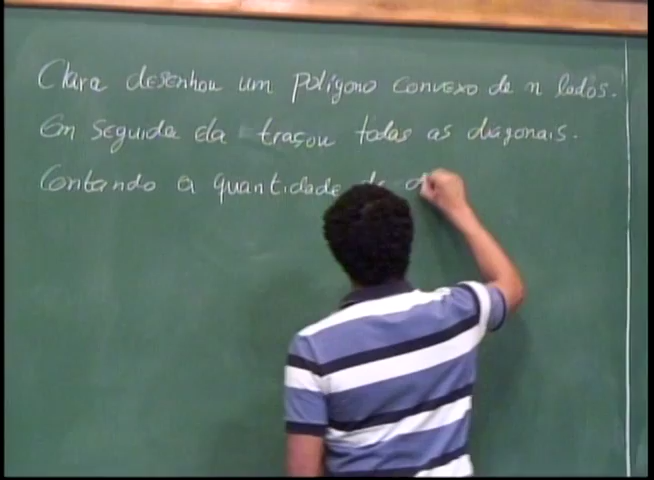 Clara desenhou um polígono convexo de n lados.
Em seguida ela traçou todas as diagonais.
Contando a quantidade de